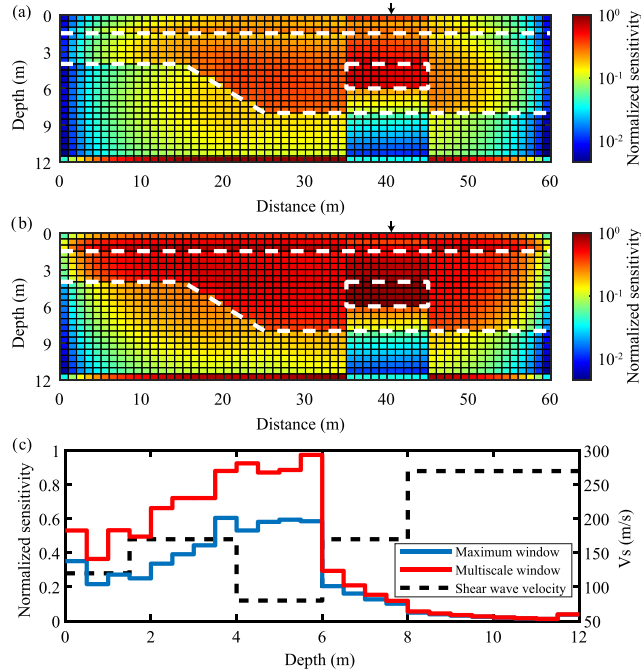 (a)
0
3
6
9
12
Depth (m)
0 10 20 30 40 50 60
Distance (m)
10^0
10^-1
10^-2
Normalized sensitivity
(b)
0
3
6
9
12
Depth (m)
0 10 20 30 40 50 60
Distance (m)
10^0
10^-1
10^-2
Normalized sensitivity
(c)
1
0.8
0.6
0.4
0.2
0
Normalized sensitivity
300
250
200
150
100
50
Vs (m/s)
Maximum window
Multiscale window
Shear wave velocity
0 2 4 6 8 10 12
Depth (m)